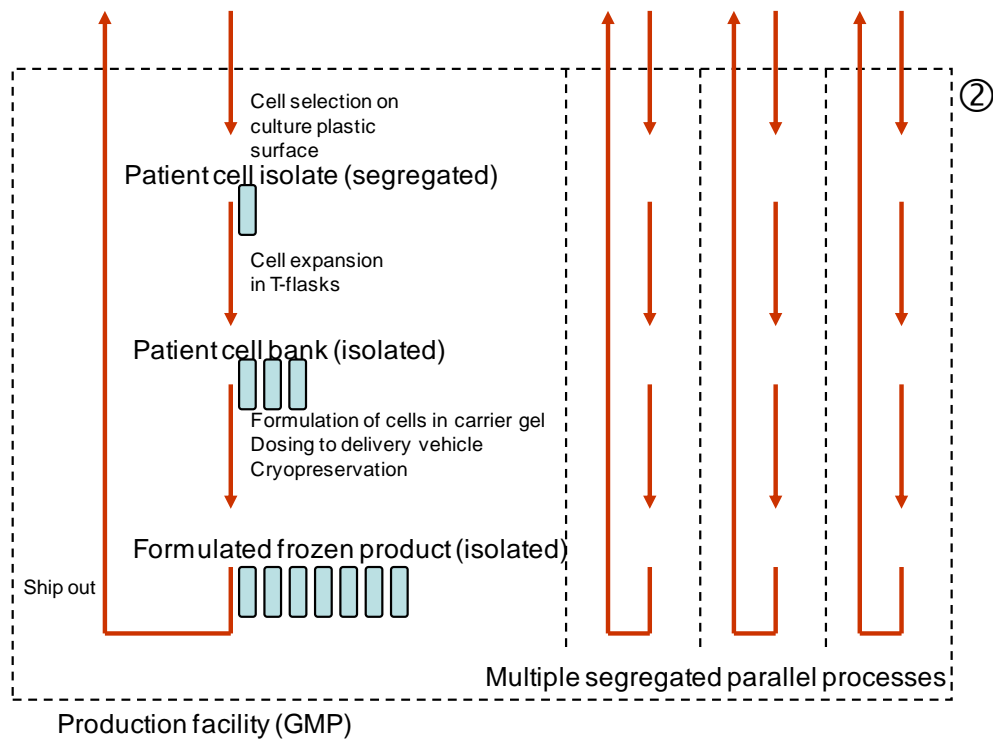 ②
Cell selection on
culture plastic
surface
Patient cell isolate (segregated)
Cell expansion
in T-flasks
Patient cell bank (isolated)
Formulation of cells in carrier gel
Dosing to delivery vehicle
Cryopreservation
Formulated frozen product (isolated)
Ship out
Multiple segregated parallel processes
Production facility (GMP)